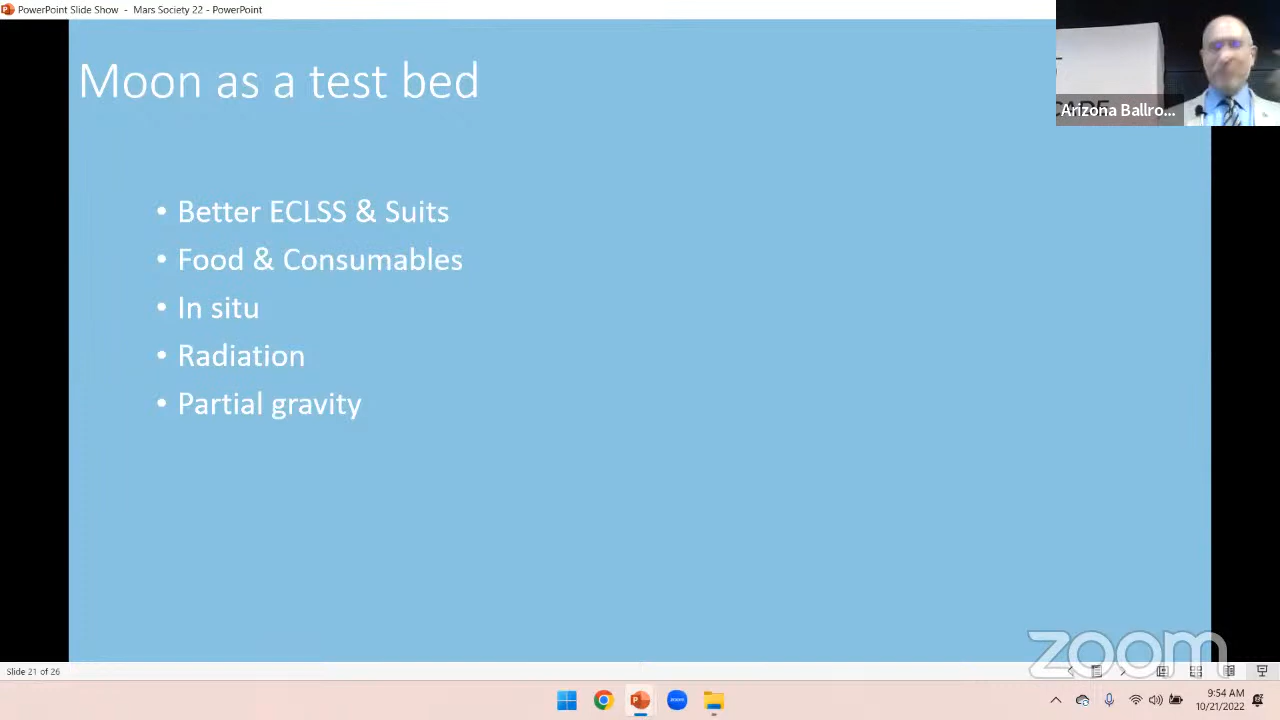 PowerPoint Slide Show - Mars Society 22 - PowerPoint
Arizona Ballro...
Moon as a test bed
• Better ECLSS & Suits
• Food & Consumables
• In situ
• Radiation
• Partial gravity
zoom
Slide 21 of 26
zoom
9:54 AM
10/21/2022